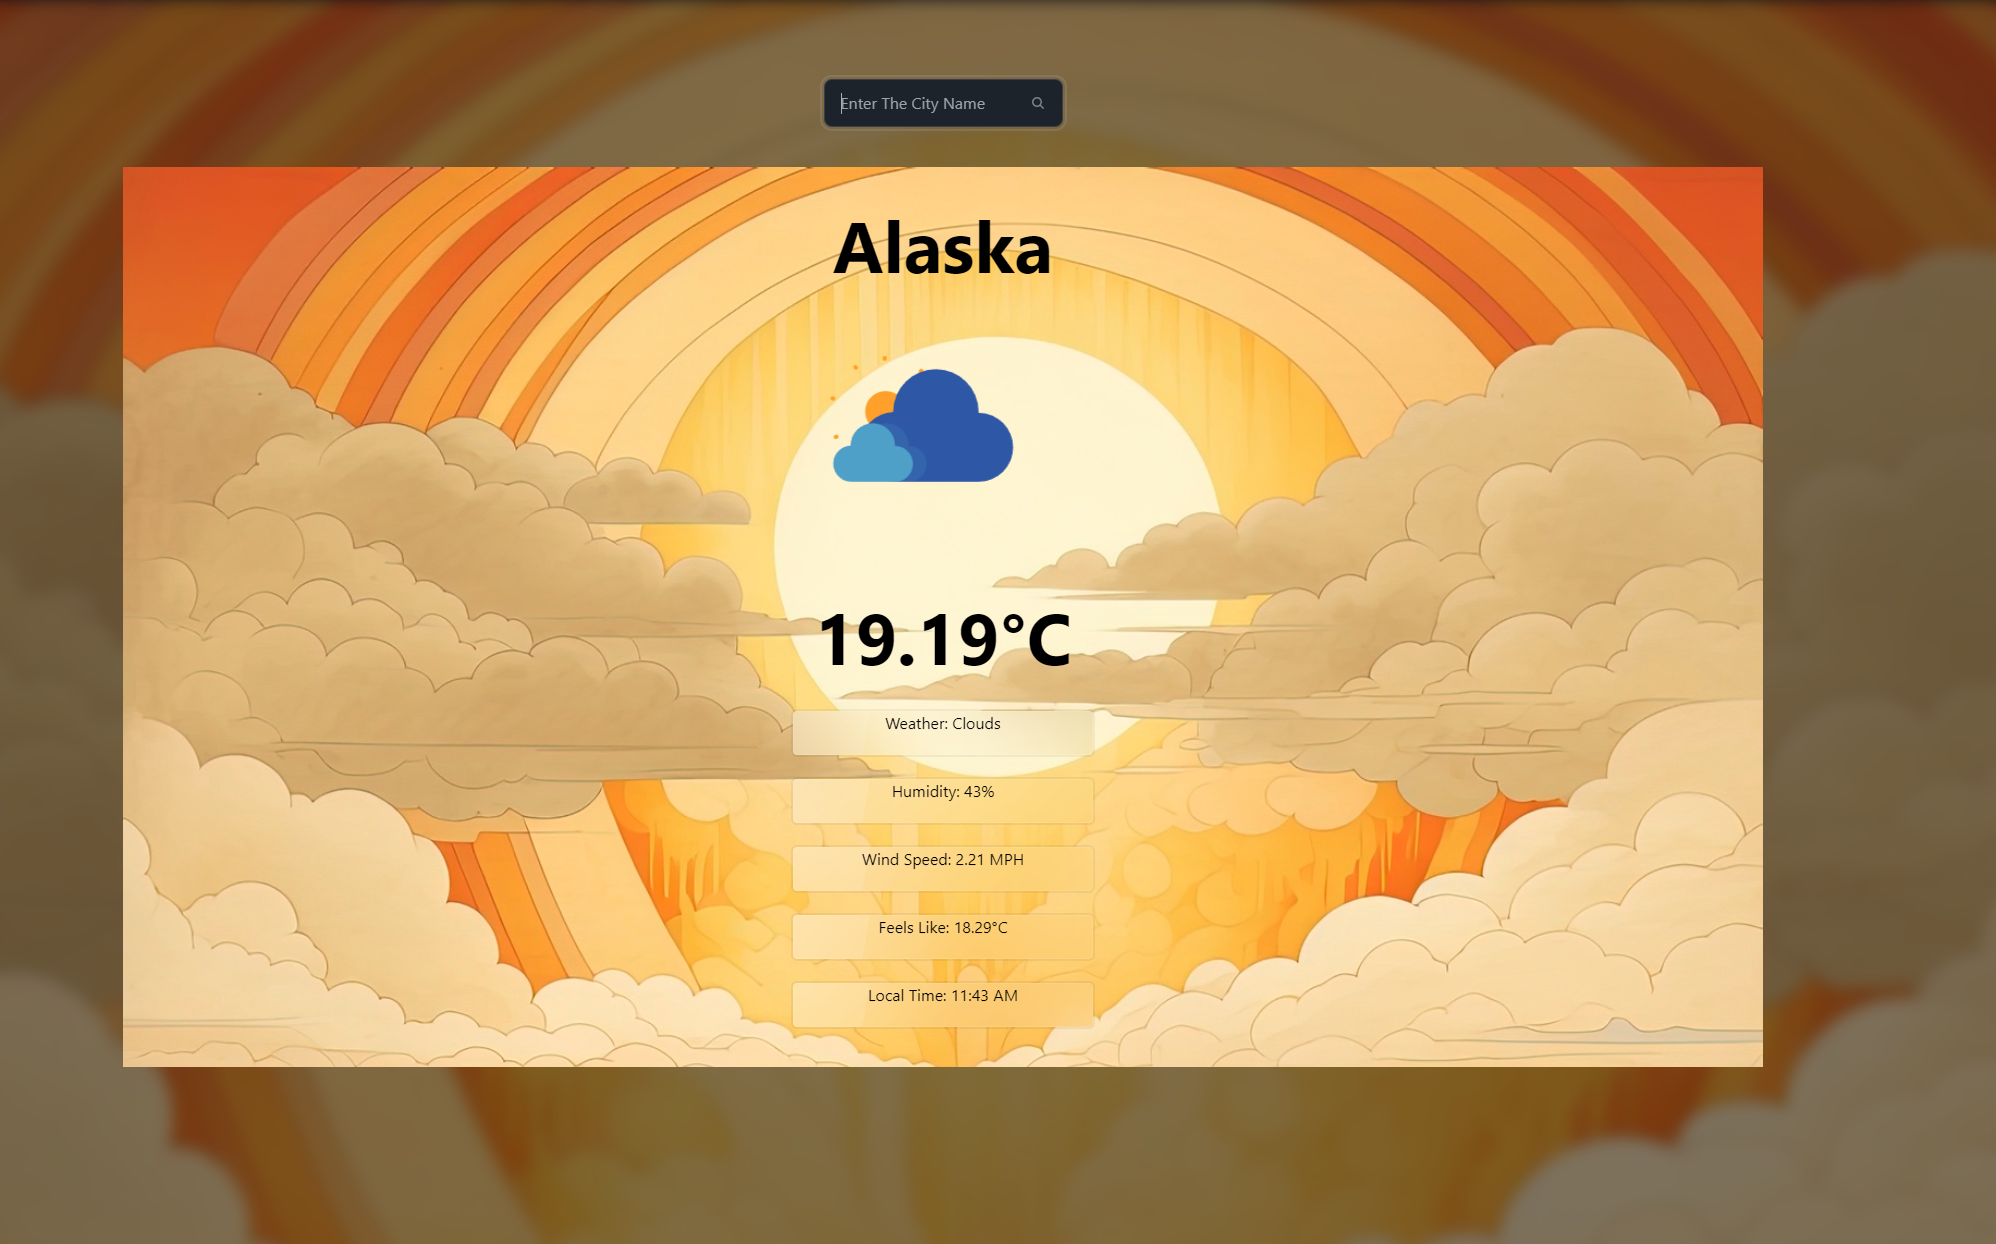 Enter The City Name
Alaska
19.19°C
Weather: Clouds
Humidity: 43%
Wind Speed: 2.21 MPH
Feels Like: 18.29°C
Local Time: 11:43 AM